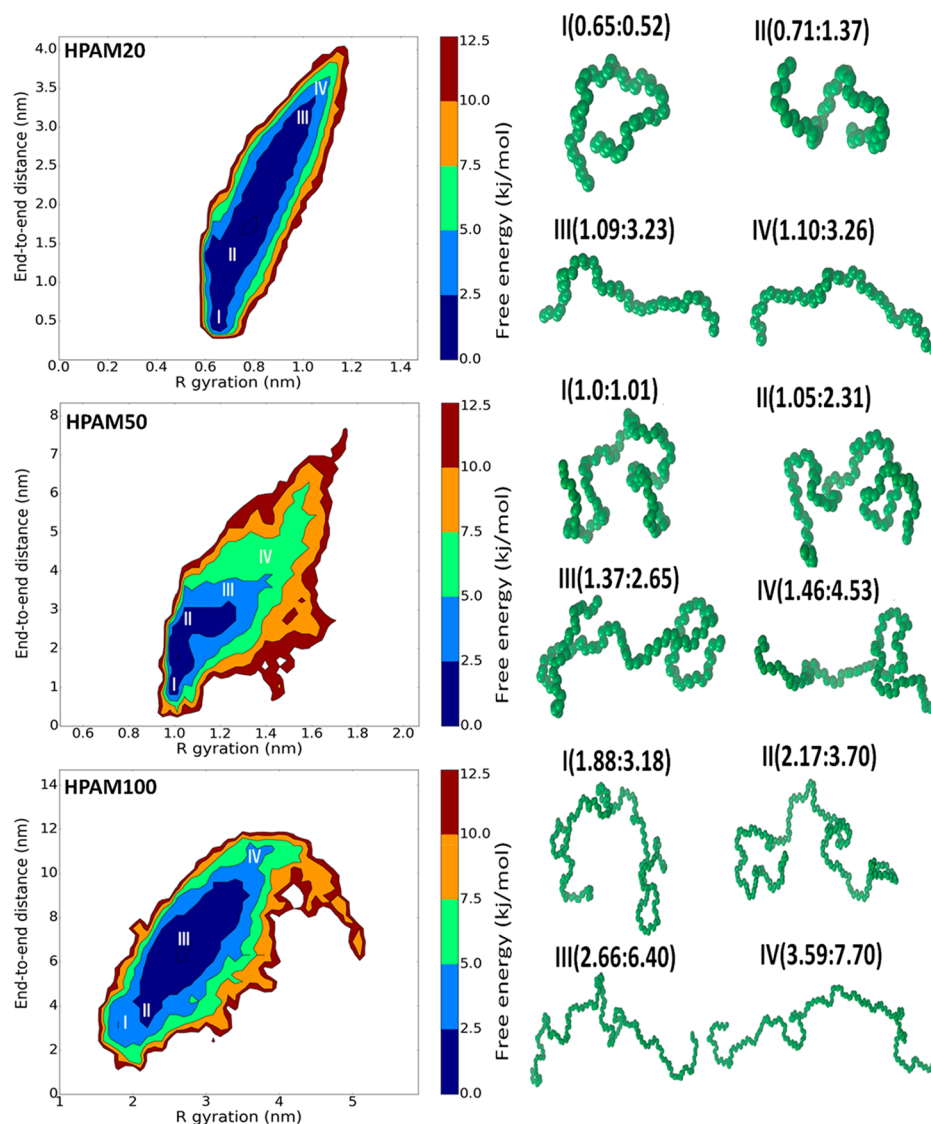 HPAM20
End-to-end distance (nm)
4.0
3.5
3.0
2.5
2.0
1.5
1.0
0.5
0.0 0.2 0.4 0.6 0.8 1.0 1.2 1.4
R gyration (nm)
I
II
III
IV
12.5
10.0
7.5
5.0
2.5
0.0
Free energy (kj/mol)
I(0.65:0.52)
II(0.71:1.37)
III(1.09:3.23)
IV(1.10:3.26)
HPAM50
End-to-end distance (nm)
8
7
6
5
4
3
2
1
0
0.6 0.8 1.0 1.2 1.4 1.6 1.8 2.0
R gyration (nm)
IV
III
II
I
12.5
10.0
7.5
5.0
2.5
0.0
Free energy (kj/mol)
I(1.0:1.01)
II(1.05:2.31)
III(1.37:2.65)
IV(1.46:4.53)
HPAM100
End-to-end distance (nm)
14
12
10
8
6
4
2
0
1 2 3 4 5
R gyration (nm)
IV
III
II
I
12.5
10.0
7.5
5.0
2.5
0.0
Free energy (kj/mol)
I(1.88:3.18)
II(2.17:3.70)
III(2.66:6.40)
IV(3.59:7.70)